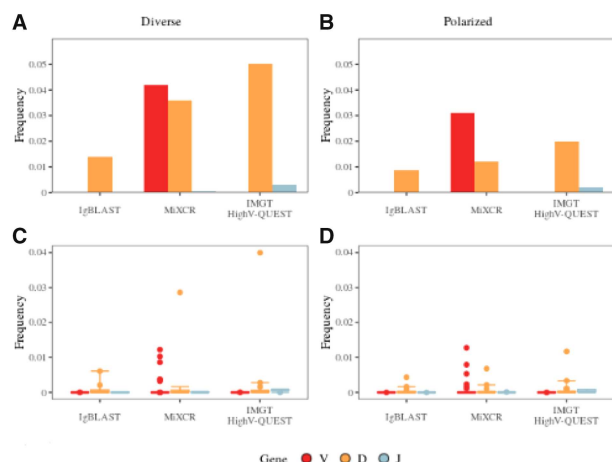 A
Diverse
B
Polarized
Frequency
0.05
0.04
0.03
0.02
0.01
0
IgBLAST
MiXCR
IMGT
HighV-QUEST
Frequency
0.05
0.04
0.03
0.02
0.01
0
IgBLAST
MiXCR
IMGT
HighV-QUEST
C
D
Frequency
0.04
0.03
0.02
0.01
0
IgBLAST
MiXCR
IMGT
HighV-QUEST
Frequency
0.04
0.03
0.02
0.01
0
IgBLAST
MiXCR
IMGT
HighV-QUEST
Gene V D J